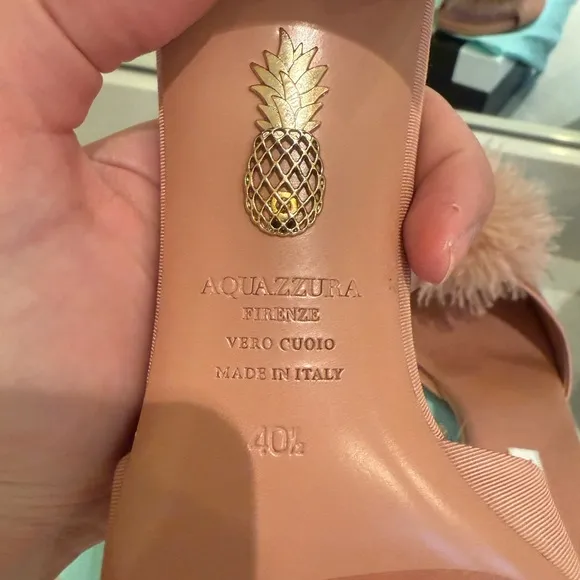 AQUAZZURA
FIRENZE
VERO CUOIO
MADE IN ITALY
40½